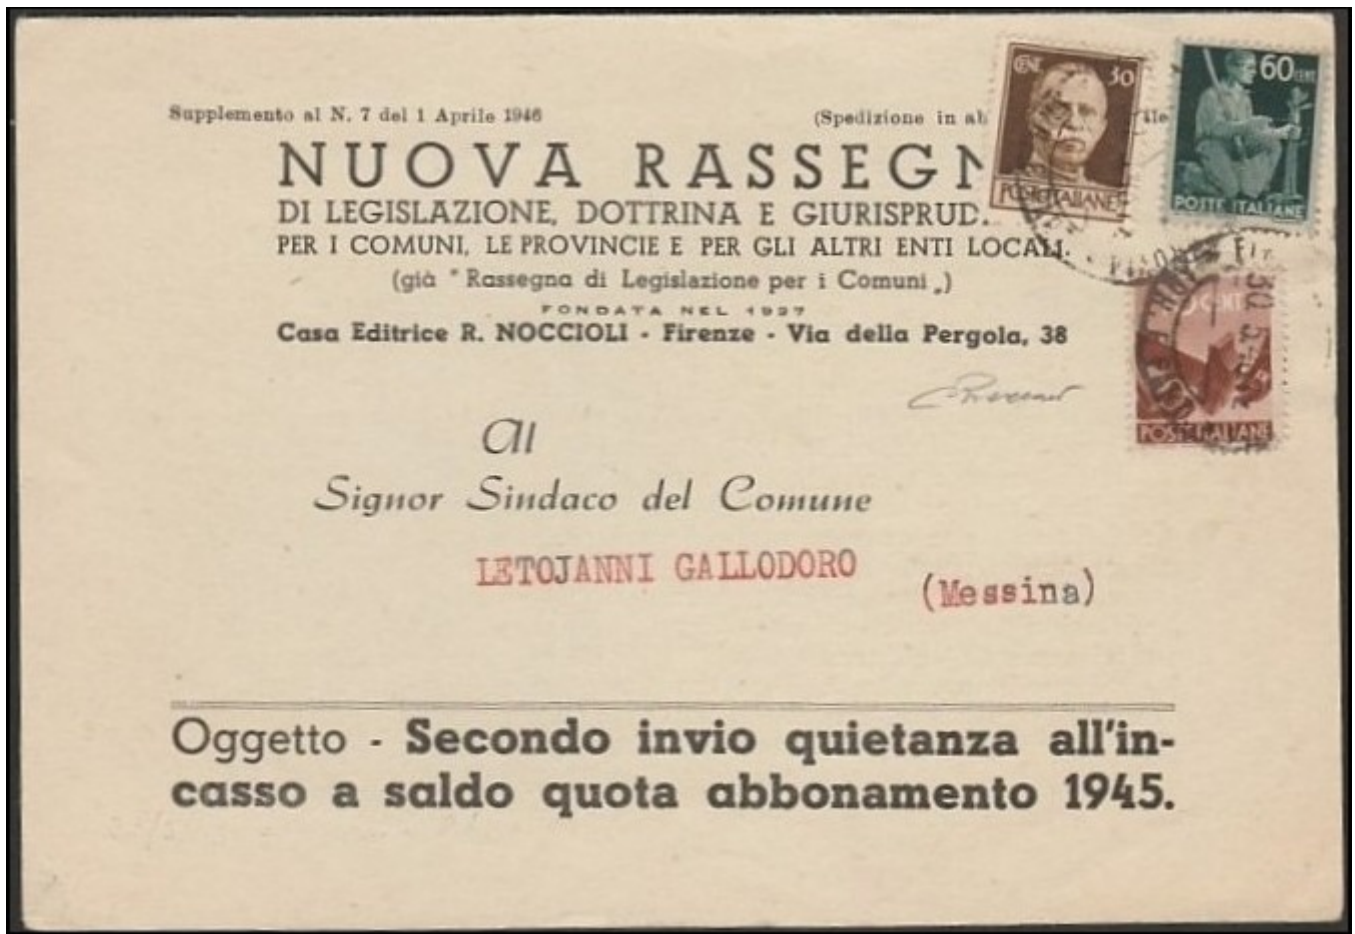 Supplemento al N. 7 del 1 Aprile 1946
(Spedizione in
NUOVA RASSEGN
DI LEGISLAZIONE, DOTTRINA E GIURISPRUD.
PER I COMUNI, LE PROVINCIE E PER GLI ALTRI ENTI LOCALI.
(già " Rassegna di Legislazione per i Comuni „)
FONDATA NEL 1927
Casa Editrice R. NOCCIOLI - Firenze - Via della Pergola, 38
CENT 30
POSTE ITALIANE
60 CENT
POSTE ITALIANE
CENT
POSTE ITALIANE
Al
Signor Sindaco del Comune
LETOJANNI GALLODORO
(Messina)
Oggetto - Secondo invio quietanza all'in-
casso a saldo quota abbonamento 1945.